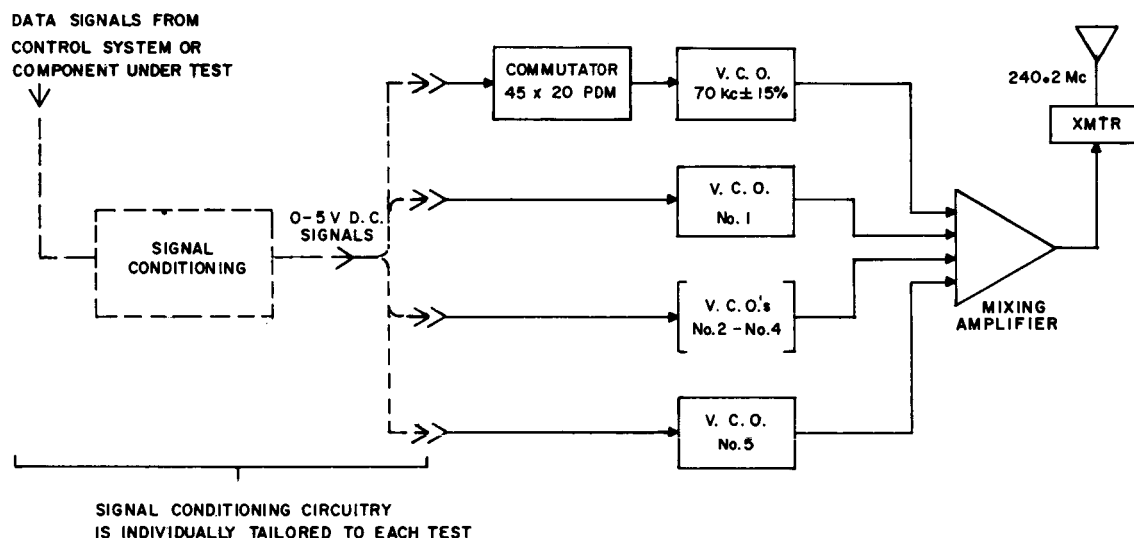 DATA SIGNALS FROM
CONTROL SYSTEM OR
COMPONENT UNDER TEST
SIGNAL
CONDITIONING
0-5 V D.C.
SIGNALS
COMMUTATOR
45 x 20 PDM
V. C. O.
70 Kc ± 15%
V. C. O.
No. 1
V. C. O.'s
No. 2 - No. 4
V. C. O.
No. 5
MIXING
AMPLIFIER
240.2 Mc
XMTR
SIGNAL CONDITIONING CIRCUITRY
IS INDIVIDUALLY TAILORED TO EACH TEST